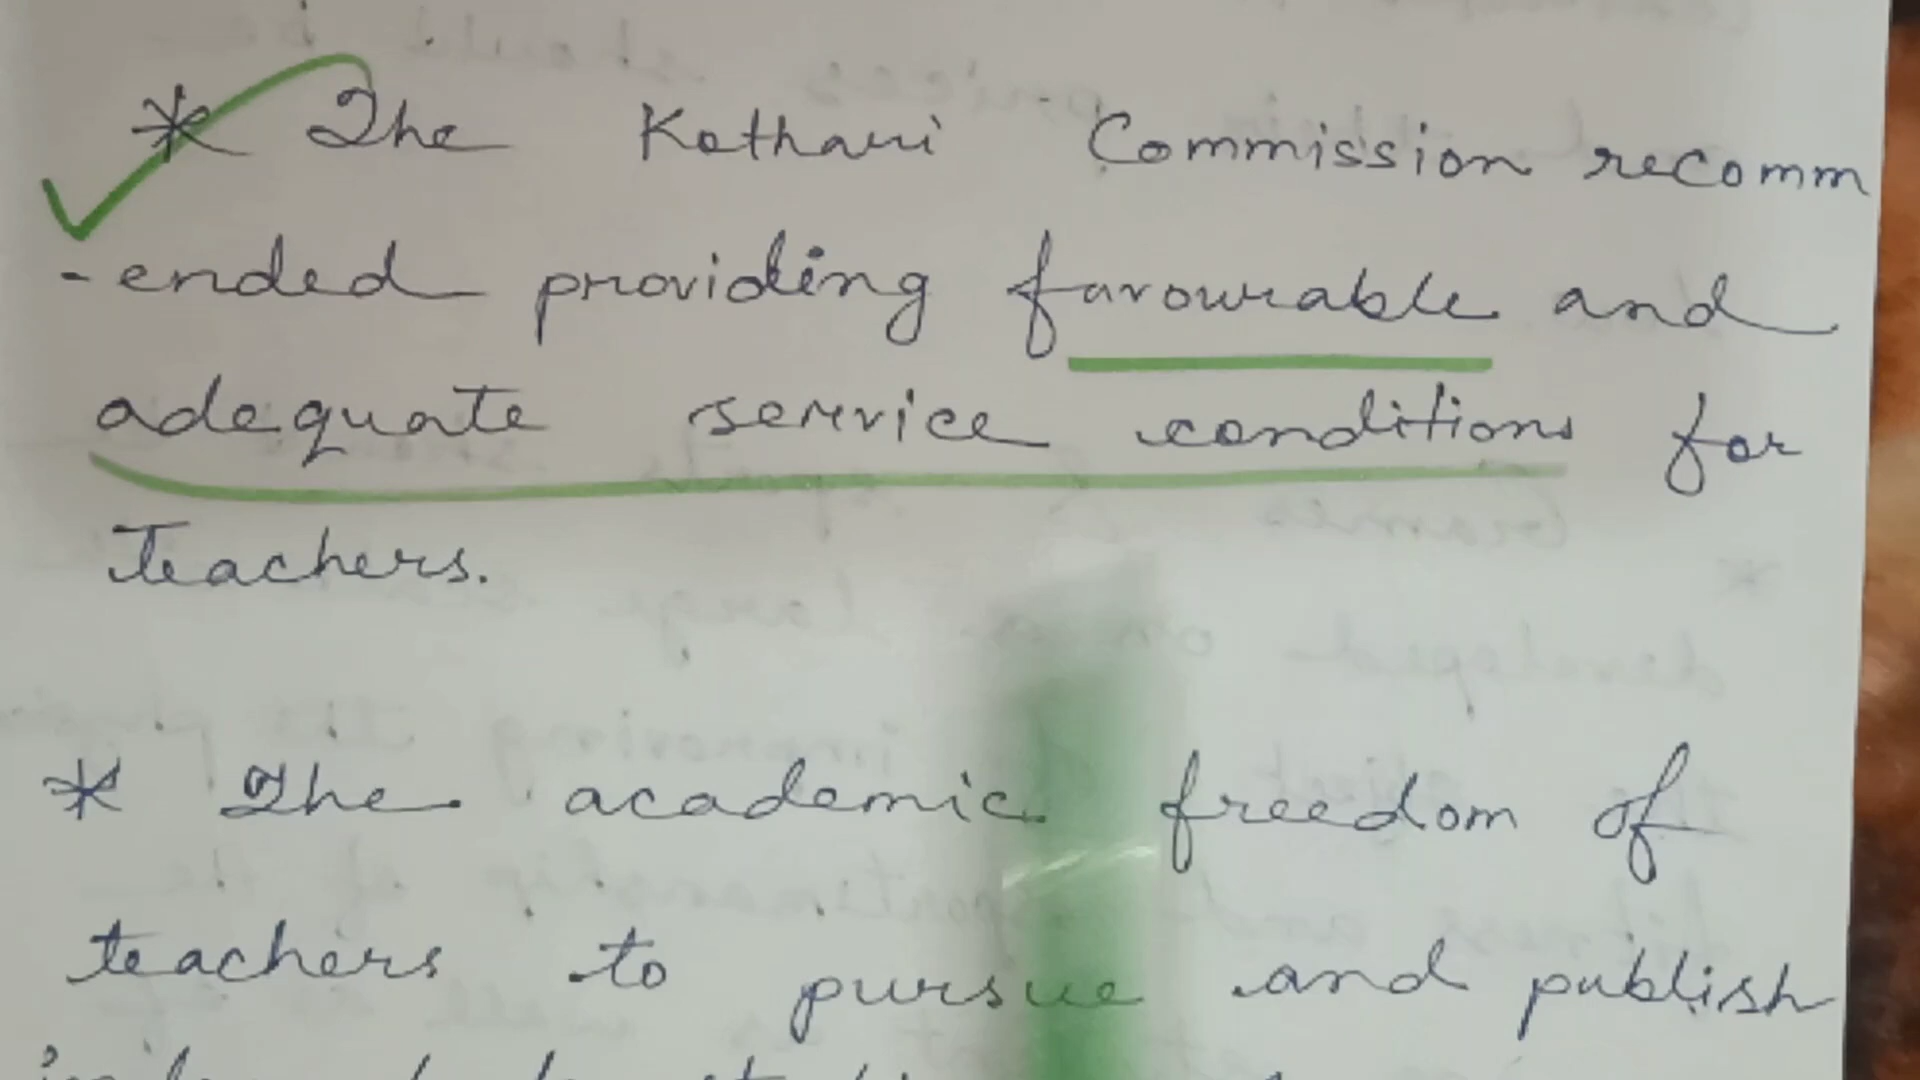 * The Kothari Commission recomm
-ended providing favourable and
adequate service conditions for
Teachers.
* The academic freedom of
teachers to pursue and publish